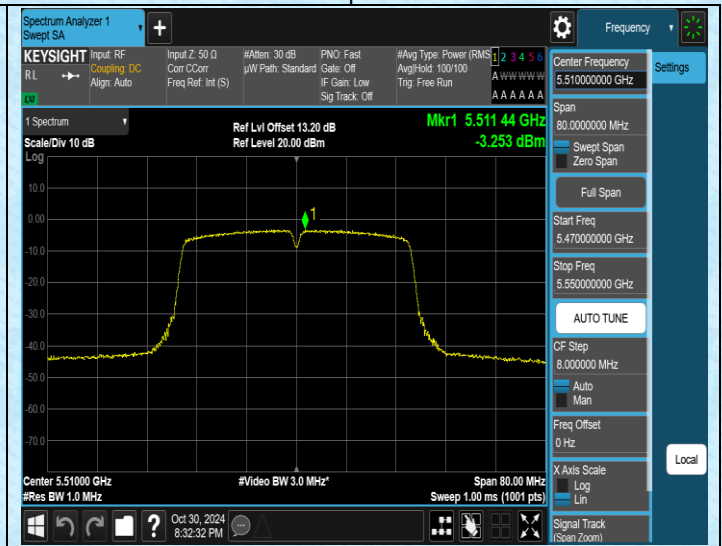 Spectrum Analyzer 1
Swept SA
+
Frequency
KEYSIGHT
Input: RF
Input Z: 50 Ω
#Atten: 30 dB
PNO: Fast
#Avg Type: Power (RMS
1 2 3 4 5 6
R L
Coupling: DC
Corr CCorr
µW Path: Standard
Gate: Off
Avg|Hold: 100/100
A W W W W W
Align: Auto
Freq Ref: Int (S)
IF Gain: Low
Trig: Free Run
Sig Track: Off
A A A A A A
Center Frequency
5.510000000 GHz
Settings
Span
80.0000000 MHz
Swept Span
Zero Span
Full Span
Start Freq
5.470000000 GHz
Stop Freq
5.550000000 GHz
AUTO TUNE
CF Step
8.000000 MHz
Auto
Man
Freq Offset
0 Hz
X Axis Scale
Log
Lin
Local
Signal Track
(Span Zoom)
1 Spectrum
Ref Lvl Offset 13.20 dB
Mkr1 5.511 44 GHz
Scale/Div 10 dB
Ref Level 20.00 dBm
-3.253 dBm
Log
1
10.0
0.00
-10.0
-20.0
-30.0
-40.0
-50.0
-60.0
-70.0
Center 5.51000 GHz
#Video BW 3.0 MHz*
Span 80.00 MHz
#Res BW 1.0 MHz
Sweep 1.00 ms (1001 pts)
?
Oct 30, 2024
8:32:32 PM